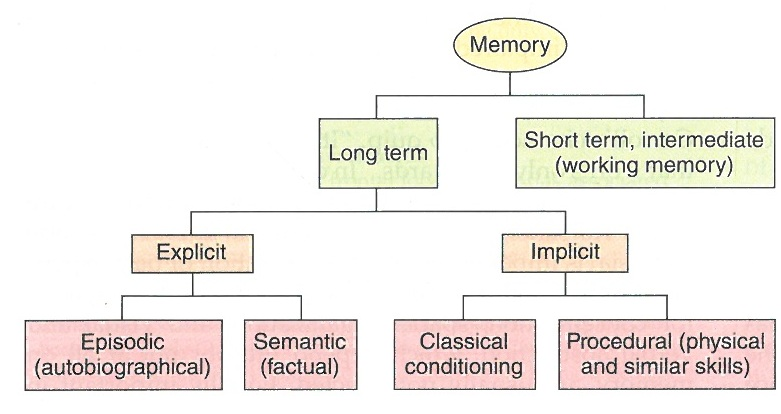 Memory
Long term
Short term, intermediate
(working memory)
Explicit
Implicit
Episodic
(autobiographical)
Semantic
(factual)
Classical
conditioning
Procedural (physical
and similar skills)